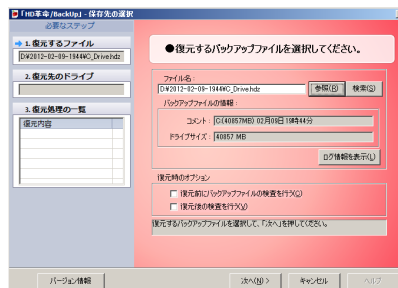 「HD革命/BackUp」- 保存先の選択
必要なステップ
1. 復元するファイル
D:¥2012-02-09-1944¥C_Drive.hdz
2. 復元先のドライブ
3. 復元処理の一覧
復元内容
●復元するバックアップファイルを選択してください。
ファイル名:
D:¥2012-02-09-1944¥C_Drive.hdz
参照(R)
検索(S)
バックアップファイルの情報:
コメント: [C:(40857MB) 02月09日 19時44分]
ドライブサイズ: [40857 MB]
ログ情報を表示(L)
復元時のオプション
復元前にバックアップファイルの検査を行う(C)
復元後の検査を行う(V)
復元するバックアップファイルを選択して、「次へ」を押してください。
バージョン情報
次へ(N) >
キャンセル
ヘルプ